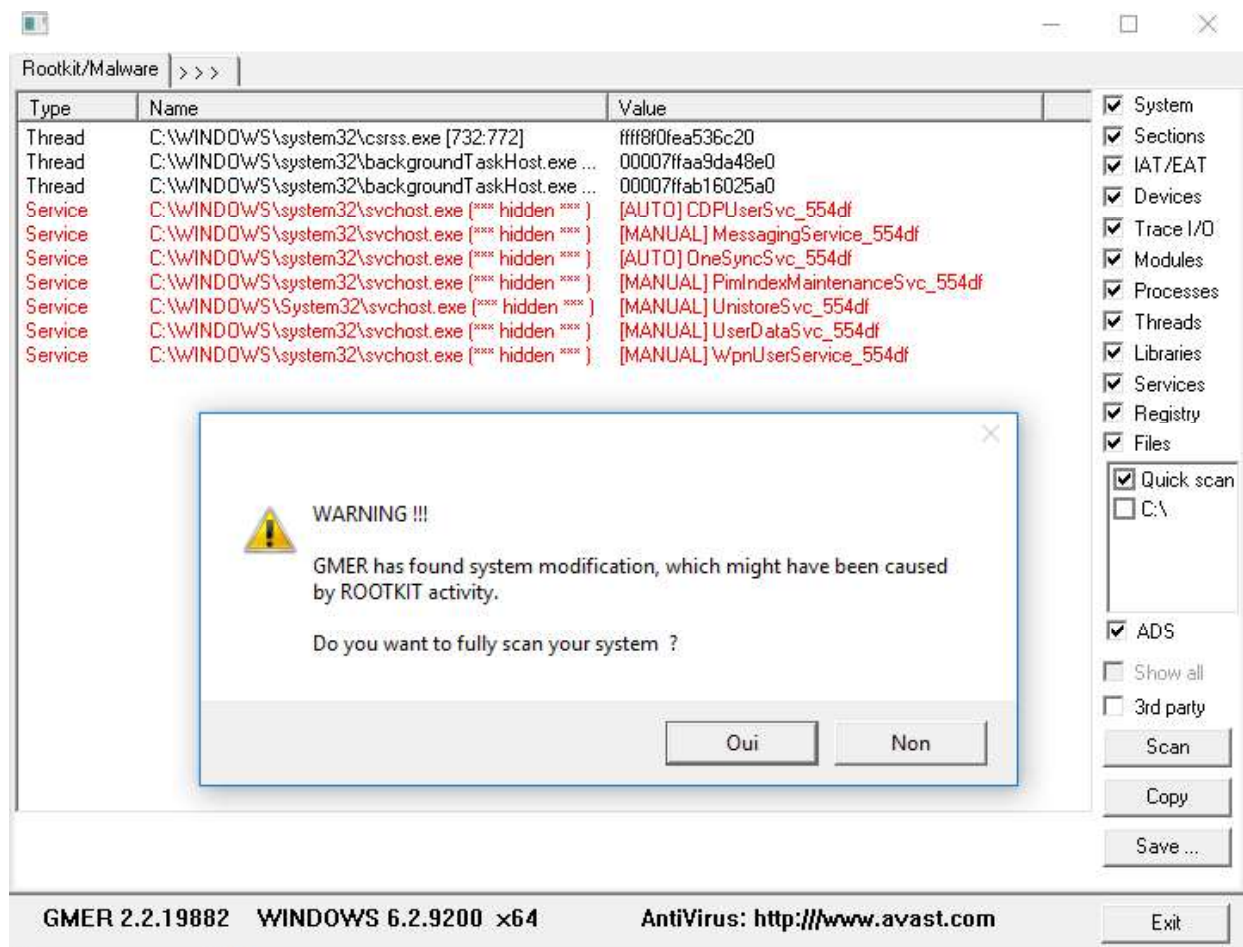 Rootkit/Malware > > >
Type Name Value
Thread C:\WINDOWS\system32\csrss.exe [732:772] ffff8f0fea536c20
Thread C:\WINDOWS\system32\backgroundTaskHost.exe ... 00007ffaa9da48e0
Thread C:\WINDOWS\system32\backgroundTaskHost.exe ... 00007ffab16025a0
Service C:\WINDOWS\system32\svchost.exe (*** hidden *** ) [AUTO] CDPUserSvc_554df
Service C:\WINDOWS\system32\svchost.exe (*** hidden *** ) [MANUAL] MessagingService_554df
Service C:\WINDOWS\system32\svchost.exe (*** hidden *** ) [AUTO] OneSyncSvc_554df
Service C:\WINDOWS\system32\svchost.exe (*** hidden *** ) [MANUAL] PimIndexMaintenanceSvc_554df
Service C:\WINDOWS\System32\svchost.exe (*** hidden *** ) [MANUAL] UnistoreSvc_554df
Service C:\WINDOWS\system32\svchost.exe (*** hidden *** ) [MANUAL] UserDataSvc_554df
Service C:\WINDOWS\system32\svchost.exe (*** hidden *** ) [MANUAL] WpnUserService_554df
WARNING !!!
GMER has found system modification, which might have been caused
by ROOTKIT activity.
Do you want to fully scan your system ?
Oui Non
System
Sections
IAT/EAT
Devices
Trace I/O
Modules
Processes
Threads
Libraries
Services
Registry
Files
Quick scan
C:\
ADS
Show all
3rd party
Scan
Copy
Save ...
GMER 2.2.19882 WINDOWS 6.2.9200 x64 AntiVirus: http:///www.avast.com Exit